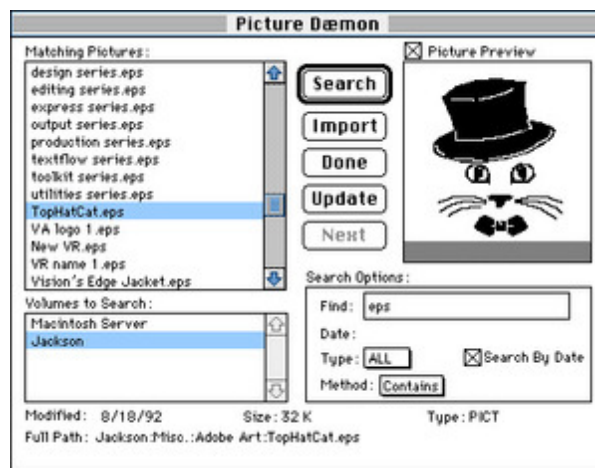 Picture Dæmon
Matching Pictures:
design series.eps
editing series.eps
express series.eps
output series.eps
production series.eps
textflow series.eps
toolkit series.eps
utilities series.eps
TopHatCat.eps
VA logo 1.eps
New VR.eps
VR name 1.eps
Vision's Edge Jacket.eps
Volumes to Search:
Macintosh Server
Jackson
Search
Import
Done
Update
Next
Picture Preview
Search Options:
Find: eps
Date:
Type: ALL
Search By Date
Method: Contains
Modified: 8/18/92 Size: 32 K Type: PICT
Full Path: Jackson:Misc.:Adobe Art:TopHatCat.eps